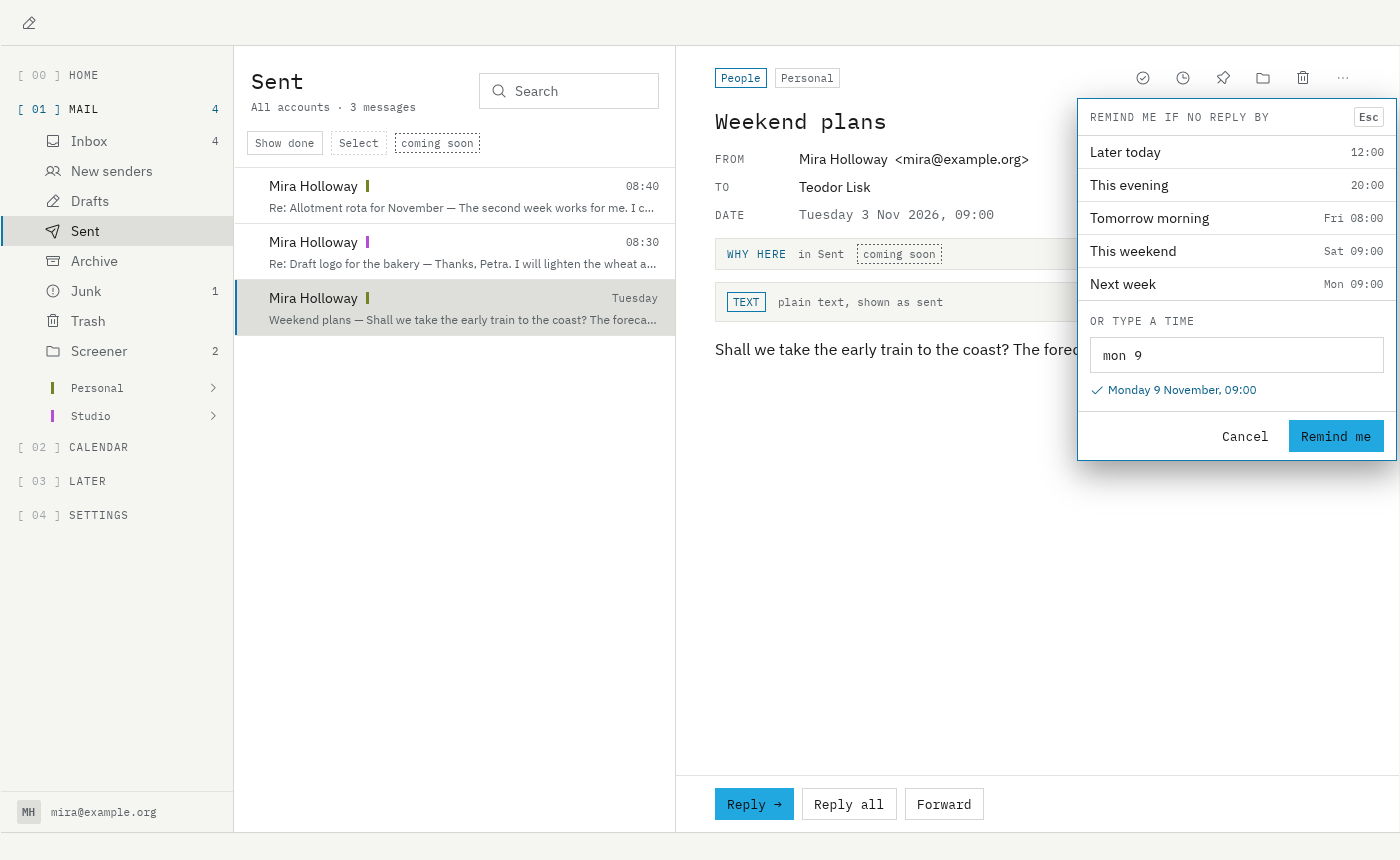 [ 00 ] HOME
[ 01 ] MAIL 4
Inbox 4
New senders
Drafts
Sent
Archive
Junk 1
Trash
Screener 2
Personal
Studio
[ 02 ] CALENDAR
[ 03 ] LATER
[ 04 ] SETTINGS
MH mira@example.org
Sent
All accounts · 3 messages
Search
Show done Select coming soon
Mira Holloway 08:40
Re: Allotment rota for November — The second week works for me. I c…
Mira Holloway 08:30
Re: Draft logo for the bakery — Thanks, Petra. I will lighten the wheat a…
Mira Holloway Tuesday
Weekend plans — Shall we take the early train to the coast? The foreca…
People Personal
Weekend plans
FROM Mira Holloway <mira@example.org>
TO Teodor Lisk
DATE Tuesday 3 Nov 2026, 09:00
WHY HERE in Sent coming soon
TEXT plain text, shown as sent
Shall we take the early train to the coast? The forec
Reply → Reply all Forward
REMIND ME IF NO REPLY BY Esc
Later today 12:00
This evening 20:00
Tomorrow morning Fri 08:00
This weekend Sat 09:00
Next week Mon 09:00
OR TYPE A TIME
mon 9
Monday 9 November, 09:00
Cancel Remind me